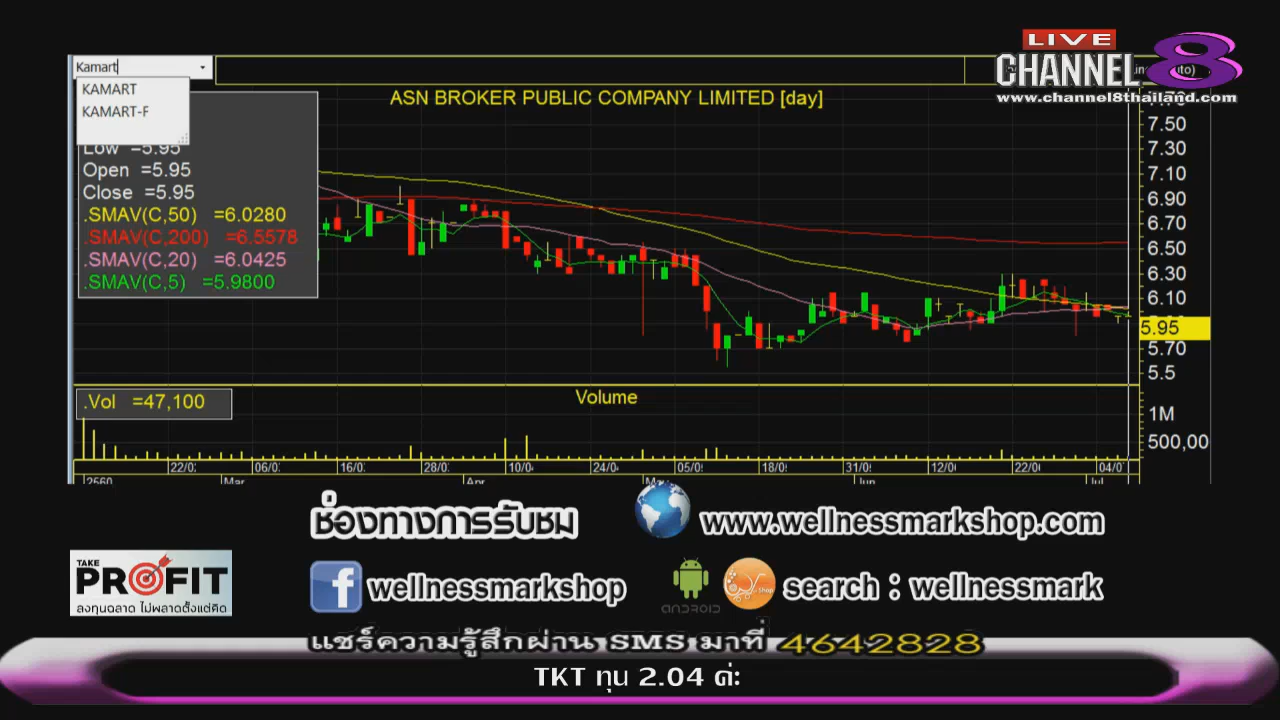 Kamart
KAMART
KAMART-F
LIVE
CHANNEL 8
www.channel8thailand.com
ASN BROKER PUBLIC COMPANY LIMITED [day]
Low =5.95
Open =5.95
Close =5.95
.SMAV(C,50) =6.0280
.SMAV(C,200) =6.5578
.SMAV(C,20) =6.0425
.SMAV(C,5) =5.9800
7.50
7.30
7.10
6.90
6.70
6.50
6.30
6.10
5.95
5.70
5.5
.Vol =47,100
Volume
1M
500,00
22/0 06/0 16/0 28/0 10/0 24/0 05/0 18/0 31/0 12/0 22/0 04/0
2560 Mar Apr May Jun Jul
ช่องทางการรับชม
www.wellnessmarkshop.com
TAKE
PROFIT
ลงทุนฉลาด ไม่พลาดตั้งแต่คิด
wellnessmarkshop
ANDROID
Shop
search : wellnessmark
แชร์ความรู้สึกผ่าน SMS มาที่ 4642828
TKT ทุน 2.04 ค่ะ